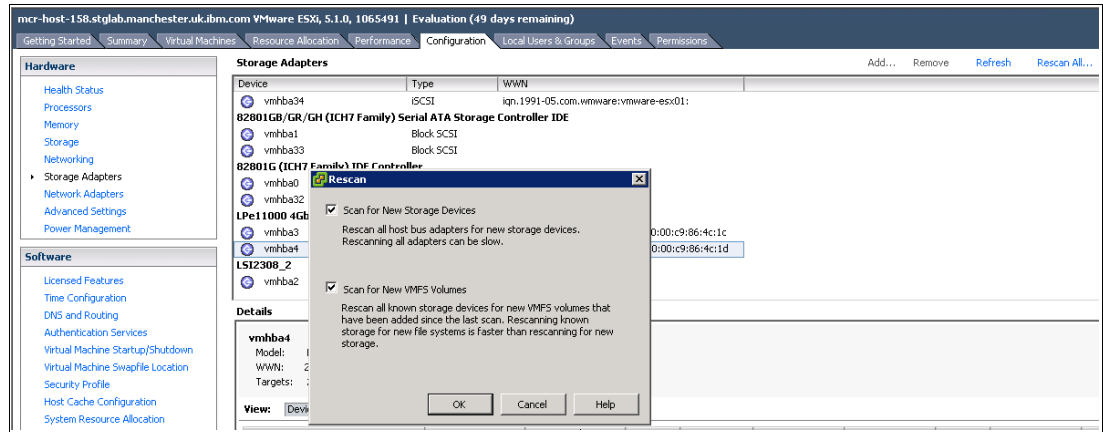 mcr-host-158.stglab.manchester.uk.ibm.com VMware ESXi, 5.1.0, 1065491 | Evaluation (49 days remaining)
Getting Started Summary Virtual Machines Resource Allocation Performance Configuration Local Users & Groups Events Permissions
Hardware
Health Status
Processors
Memory
Storage
Networking
Storage Adapters
Network Adapters
Advanced Settings
Power Management
Software
Licensed Features
Time Configuration
DNS and Routing
Authentication Services
Virtual Machine Startup/Shutdown
Virtual Machine Swapfile Location
Security Profile
Host Cache Configuration
System Resource Allocation
Storage Adapters Add... Remove Refresh Rescan All...
Device Type WWN
vmhba34 iSCSI iqn.1991-05.com.vmware:vmware-esx01:
82801GB/GR/GH (ICH7 Family) Serial ATA Storage Controller IDE
vmhba1 Block SCSI
vmhba33 Block SCSI
82801G (ICH7 Family) IDE Controller
vmhba0
vmhba32
LPe11000 4Gb
vmhba3 0:00:c9:86:4c:1c
vmhba4 0:00:c9:86:4c:1d
LSI2308_2
vmhba2
Details
vmhba4
Model:
WWN: 2
Targets:
View: Devi
Rescan
Scan for New Storage Devices
Rescan all host bus adapters for new storage devices.
Rescanning all adapters can be slow.
Scan for New VMFS Volumes
Rescan all known storage devices for new VMFS volumes that
have been added since the last scan. Rescanning known
storage for new file systems is faster than rescanning for new
storage.
OK Cancel Help